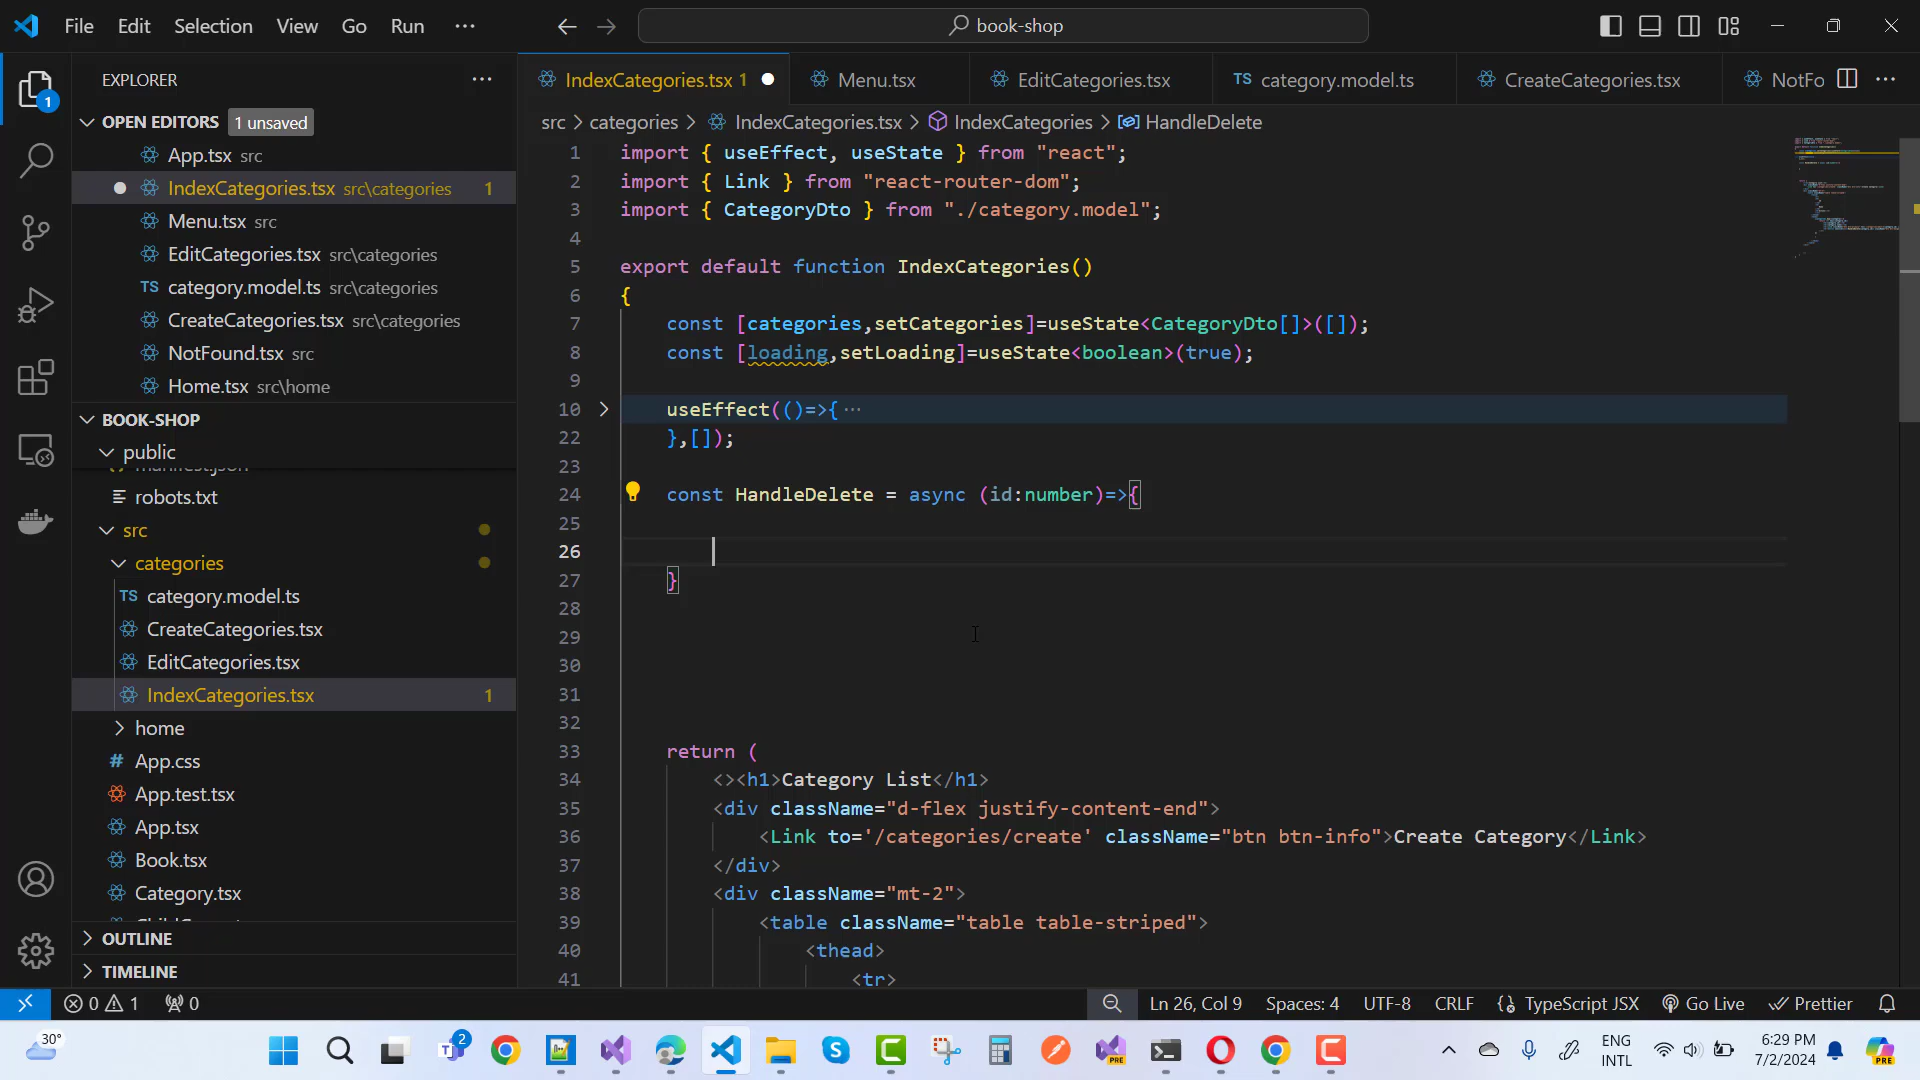 File Edit Selection View Go Run ···
book-shop
EXPLORER
OPEN EDITORS 1 unsaved
App.tsx src
IndexCategories.tsx src\categories 1
Menu.tsx src
EditCategories.tsx src\categories
TS category.model.ts src\categories
CreateCategories.tsx src\categories
NotFound.tsx src
Home.tsx src\home
BOOK-SHOP
public
manifest.json
robots.txt
src
categories
TS category.model.ts
CreateCategories.tsx
EditCategories.tsx
IndexCategories.tsx 1
home
# App.css
App.test.tsx
App.tsx
Book.tsx
Category.tsx
OUTLINE
TIMELINE
IndexCategories.tsx 1
Menu.tsx
EditCategories.tsx
TS category.model.ts
CreateCategories.tsx
NotFo
src > categories > IndexCategories.tsx > IndexCategories > HandleDelete
1 import { useEffect, useState } from "react";
2 import { Link } from "react-router-dom";
3 import { CategoryDto } from "./category.model";
4
5 export default function IndexCategories()
6 {
7 const [categories,setCategories]=useState<CategoryDto[]>([]);
8 const [loading,setLoading]=useState<boolean>(true);
9
10 useEffect(()=>{ ···
22 },[]);
23
24 const HandleDelete = async (id:number)=>{
25
26
27 }
28
29
30
31
32
33 return (
34 <><h1>Category List</h1>
35 <div className="d-flex justify-content-end">
36 <Link to='/categories/create' className="btn btn-info">Create Category</Link>
37 </div>
38 <div className="mt-2">
39 <table className="table table-striped">
40 <thead>
41 <tr>
0 1 0 Ln 26, Col 9 Spaces: 4 UTF-8 CRLF {} TypeScript JSX Go Live Prettier
30° 2 PRE ENG INTL 6:29 PM 7/2/2024 PRE